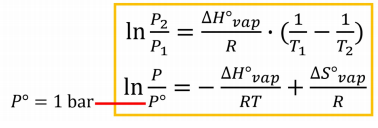 ln P₂/P₁ = ΔH°vap/R · (1/T₁ − 1/T₂)
ln P/P° = − ΔH°vap/RT + ΔS°vap/R
P° = 1 bar